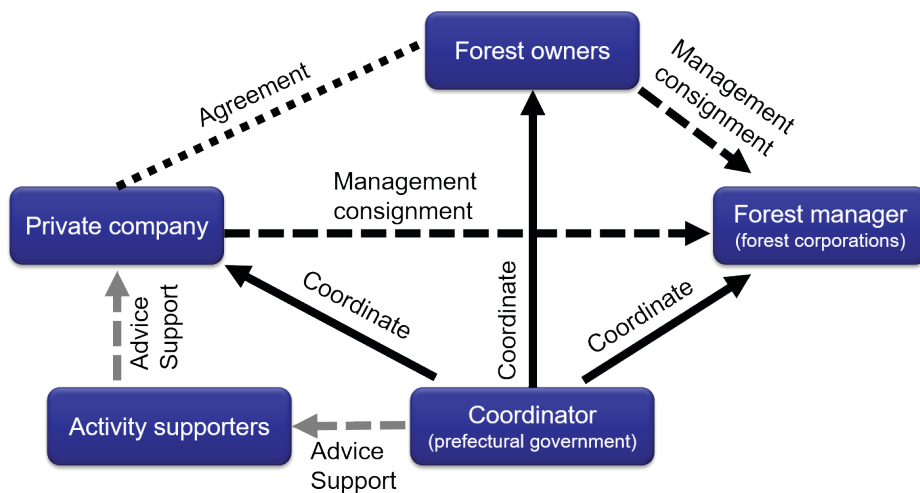 Forest owners
Management
consignment
Agreement
Private company
Management
consignment
Forest manager
(forest corporations)
Coordinate
Coordinate
Coordinate
Advice
Support
Activity supporters
Advice
Support
Coordinator
(prefectural government)